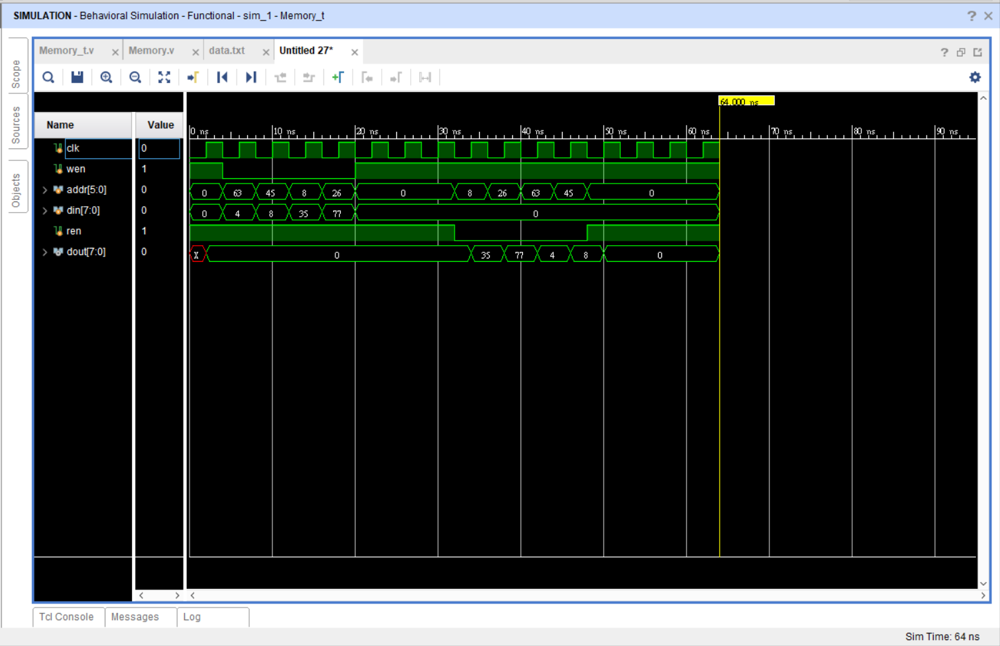 SIMULATION - Behavioral Simulation - Functional - sim_1 - Memory_t
Scope
Sources
Objects
Memory_t.v
Memory.v
data.txt
Untitled 27*
64.000 ns
Name Value
0 ns 10 ns 20 ns 30 ns 40 ns 50 ns 60 ns 70 ns 80 ns 90 ns
clk 0
wen 1
addr[5:0] 0 0 63 45 8 26 0 8 26 63 45 0
din[7:0] 0 0 4 8 35 77 0
ren 1
dout[7:0] 0 X 0 35 77 4 8 0
Tcl Console Messages Log
Sim Time: 64 ns